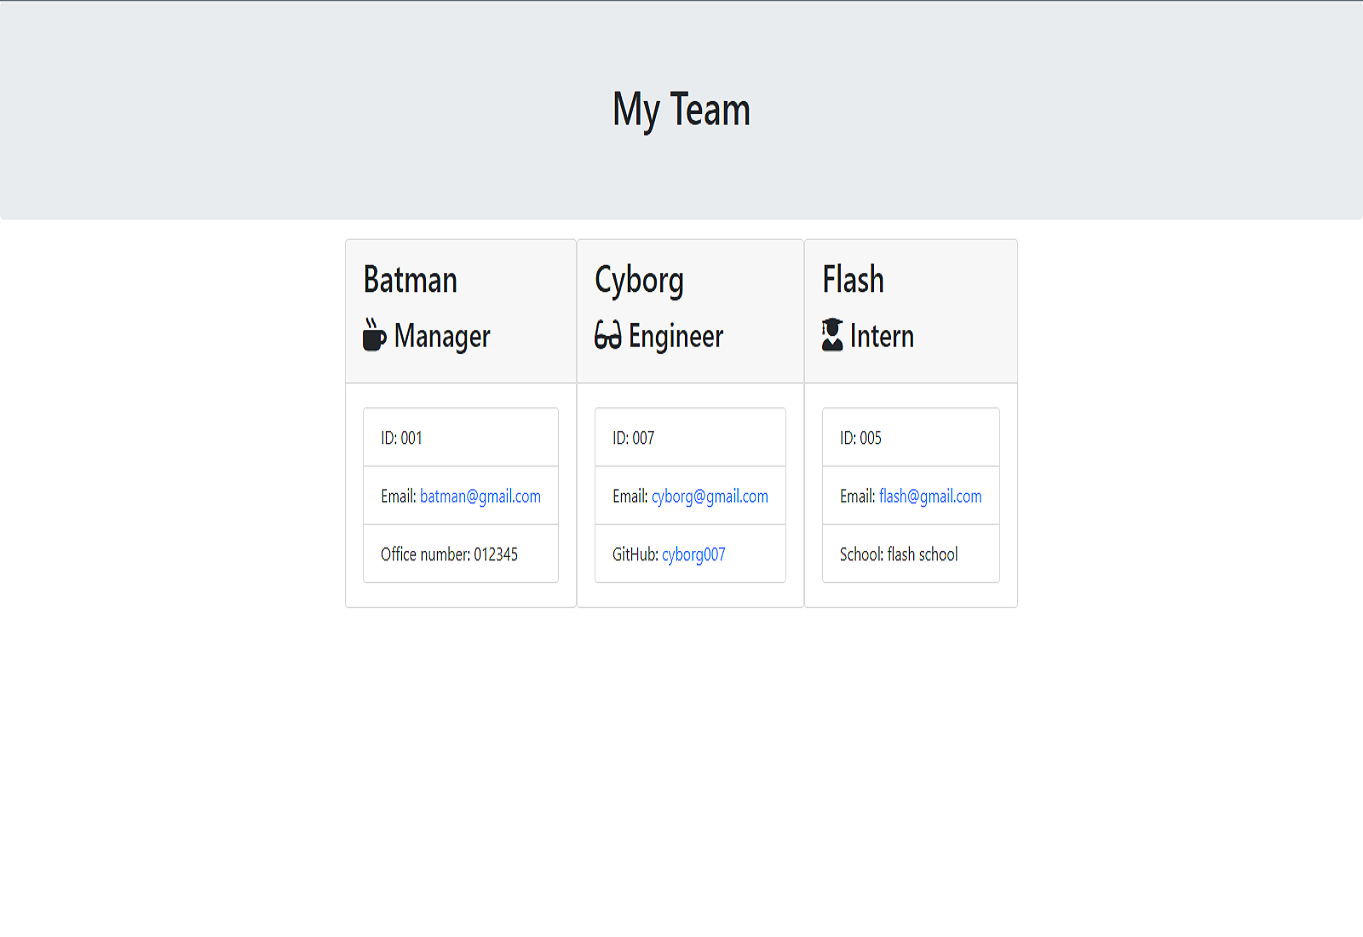 My Team
Batman
Manager
ID: 001
Email: batman@gmail.com
Office number: 012345
Cyborg
Engineer
ID: 007
Email: cyborg@gmail.com
GitHub: cyborg007
Flash
Intern
ID: 005
Email: flash@gmail.com
School: flash school